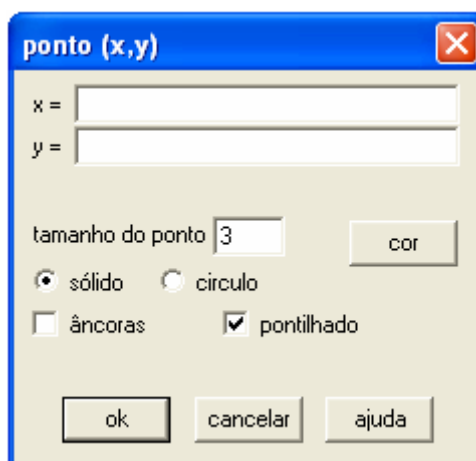 ponto (x,y)
x =
y =
tamanho do ponto 3
cor
sólido circulo
âncoras pontilhado
ok cancelar ajuda